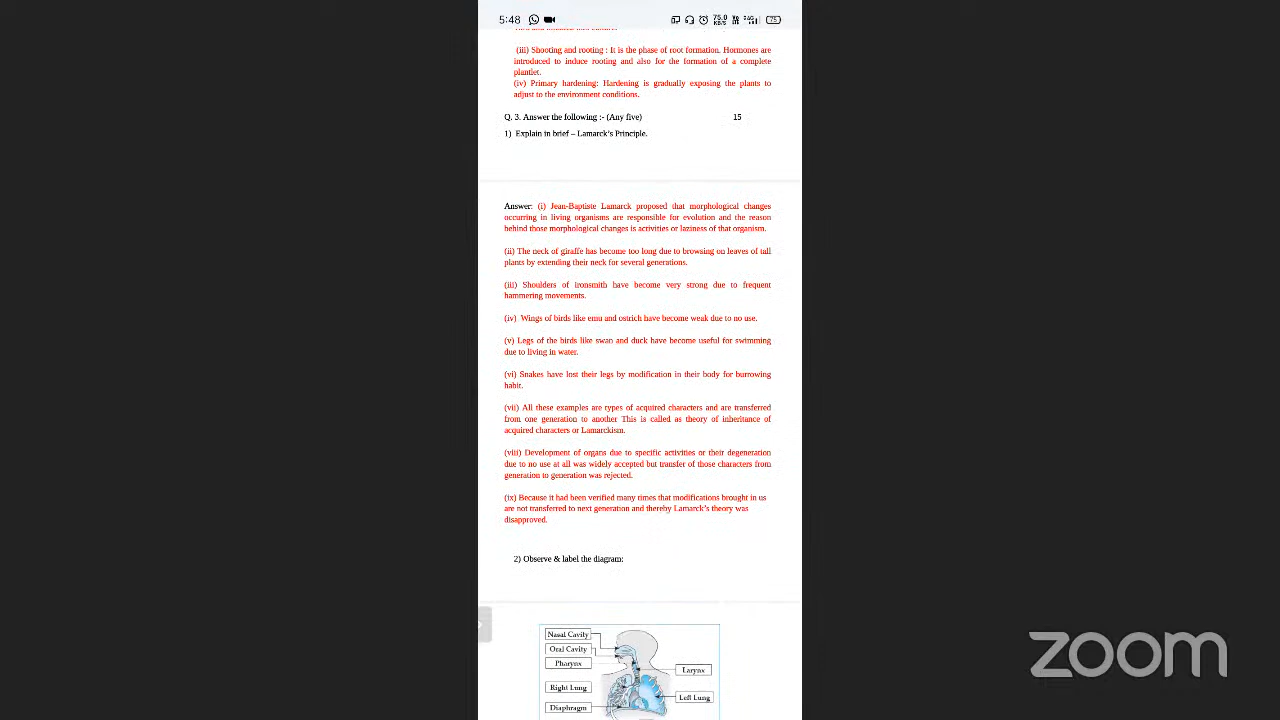 5:48
75.0
KB/S
Vo
LTE
4G
75
(iii) Shooting and rooting : It is the phase of root formation. Hormones are
introduced to induce rooting and also for the formation of a complete
plantlet.
(iv) Primary hardening: Hardening is gradually exposing the plants to
adjust to the environment conditions.
Q. 3. Answer the following :- (Any five) 15
1) Explain in brief – Lamarck's Principle.
Answer: (i) Jean-Baptiste Lamarck proposed that morphological changes
occurring in living organisms are responsible for evolution and the reason
behind those morphological changes is activities or laziness of that organism.
(ii) The neck of giraffe has become too long due to browsing on leaves of tall
plants by extending their neck for several generations.
(iii) Shoulders of ironsmith have become very strong due to frequent
hammering movements.
(iv) Wings of birds like emu and ostrich have become weak due to no use.
(v) Legs of the birds like swan and duck have become useful for swimming
due to living in water.
(vi) Snakes have lost their legs by modification in their body for burrowing
habit.
(vii) All these examples are types of acquired characters and are transferred
from one generation to another This is called as theory of inheritance of
acquired characters or Lamarckism.
(viii) Development of organs due to specific activities or their degeneration
due to no use at all was widely accepted but transfer of those characters from
generation to generation was rejected.
(ix) Because it had been verified many times that modifications brought in us
are not transferred to next generation and thereby Lamarck's theory was
disapproved.
2) Observe & label the diagram:
Nasal Cavity
Oral Cavity
Pharynx
Larynx
Right Lung
Left Lung
Diaphragm
zoom